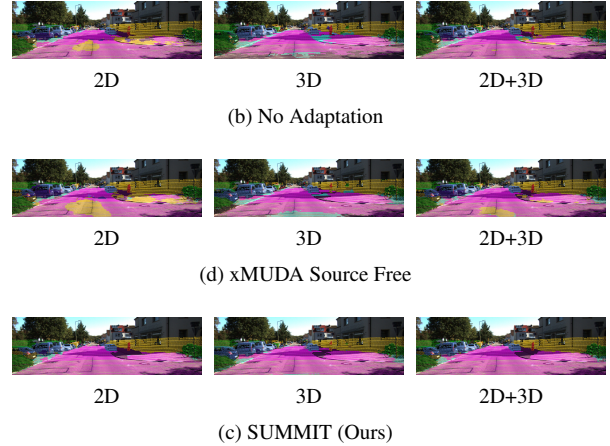 2D 3D 2D+3D
(b) No Adaptation
2D 3D 2D+3D
(d) xMUDA Source Free
2D 3D 2D+3D
(c) SUMMIT (Ours)